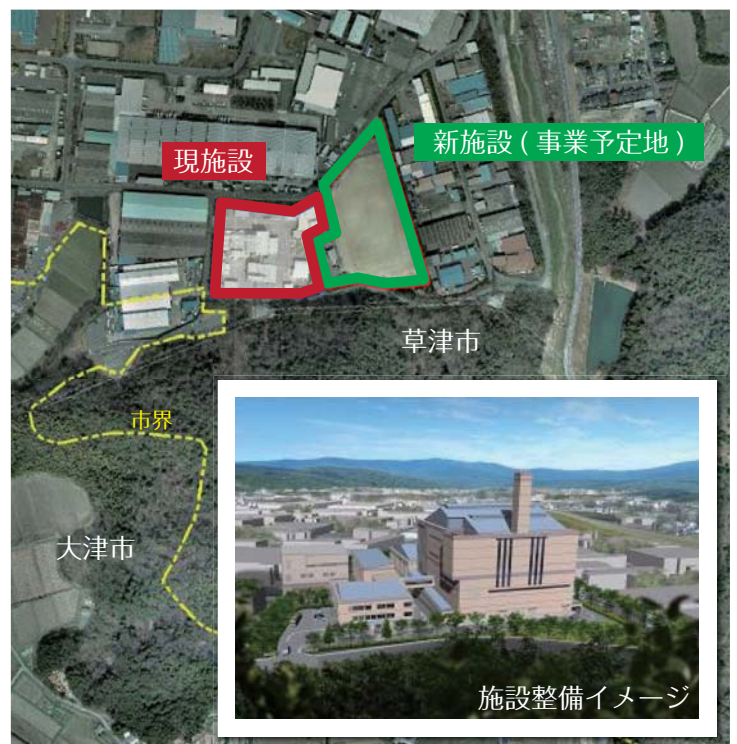 新施設 ( 事業予定地 )
現施設
草津市
市界
大津市
施設整備イメージ